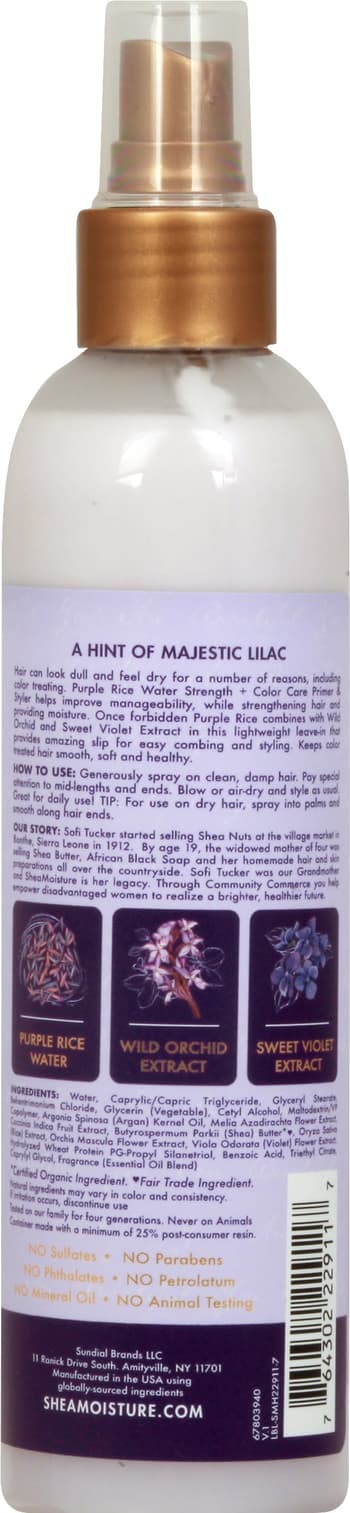 A HINT OF MAJESTIC LILAC
Hair can look dull and feel dry for a number of reasons, including
color treating. Purple Rice Water Strength + Color Care Primer &
Styler helps improve manageability, while strengthening hair and
providing moisture. Once forbidden Purple Rice combines with Wild
Orchid and Sweet Violet Extract in this lightweight leave-in that
provides amazing slip for easy combing and styling. Keeps color
treated hair smooth, soft and healthy.
HOW TO USE: Generously spray on clean, damp hair. Pay special
attention to mid-lengths and ends. Blow or air-dry and style as usual.
Great for daily use! TIP: For use on dry hair, spray into palms and
smooth along hair ends.
OUR STORY: Sofi Tucker started selling Shea Nuts at the village market in
Bonthe, Sierra Leone in 1912. By age 19, the widowed mother of four was
selling Shea Butter, African Black Soap and her homemade hair and skin
preparations all over the countryside. Sofi Tucker was our Grandmother
and SheaMoisture is her legacy. Through Community Commerce you help
empower disadvantaged women to realize a brighter, healthier future.
PURPLE RICE
WATER
WILD ORCHID
EXTRACT
SWEET VIOLET
EXTRACT
INGREDIENTS: Water, Caprylic/Capric Triglyceride, Glyceryl Stearate,
Behentrimonium Chloride, Glycerin (Vegetable), Cetyl Alcohol, Maltodextrin/VP
Copolymer, Argania Spinosa (Argan) Kernel Oil, Melia Azadirachta Flower Extract,
Coccinia Indica Fruit Extract, Butyrospermum Parkii (Shea) Butter*♥, Oryza Sativa
(Rice) Extract, Orchis Mascula Flower Extract, Viola Odorata (Violet) Flower Extract,
Hydrolyzed Wheat Protein PG-Propyl Silanetriol, Benzoic Acid, Triethyl Citrate,
Caprylyl Glycol, Fragrance (Essential Oil Blend)
*Certified Organic Ingredient. ♥Fair Trade Ingredient.
Natural ingredients may vary in color and consistency.
If irritation occurs, discontinue use
Tested on our family for four generations. Never on Animals
Container made with a minimum of 25% post-consumer resin.
NO Sulfates • NO Parabens
NO Phthalates • NO Petrolatum
NO Mineral Oil • NO Animal Testing
Sundial Brands LLC
11 Ranick Drive South. Amityville, NY 11701
Manufactured in the USA using
globally-sourced ingredients
SHEAMOISTURE.COM
67803940
V.1
LBL-SMH22911-7
7 64302 22911 7